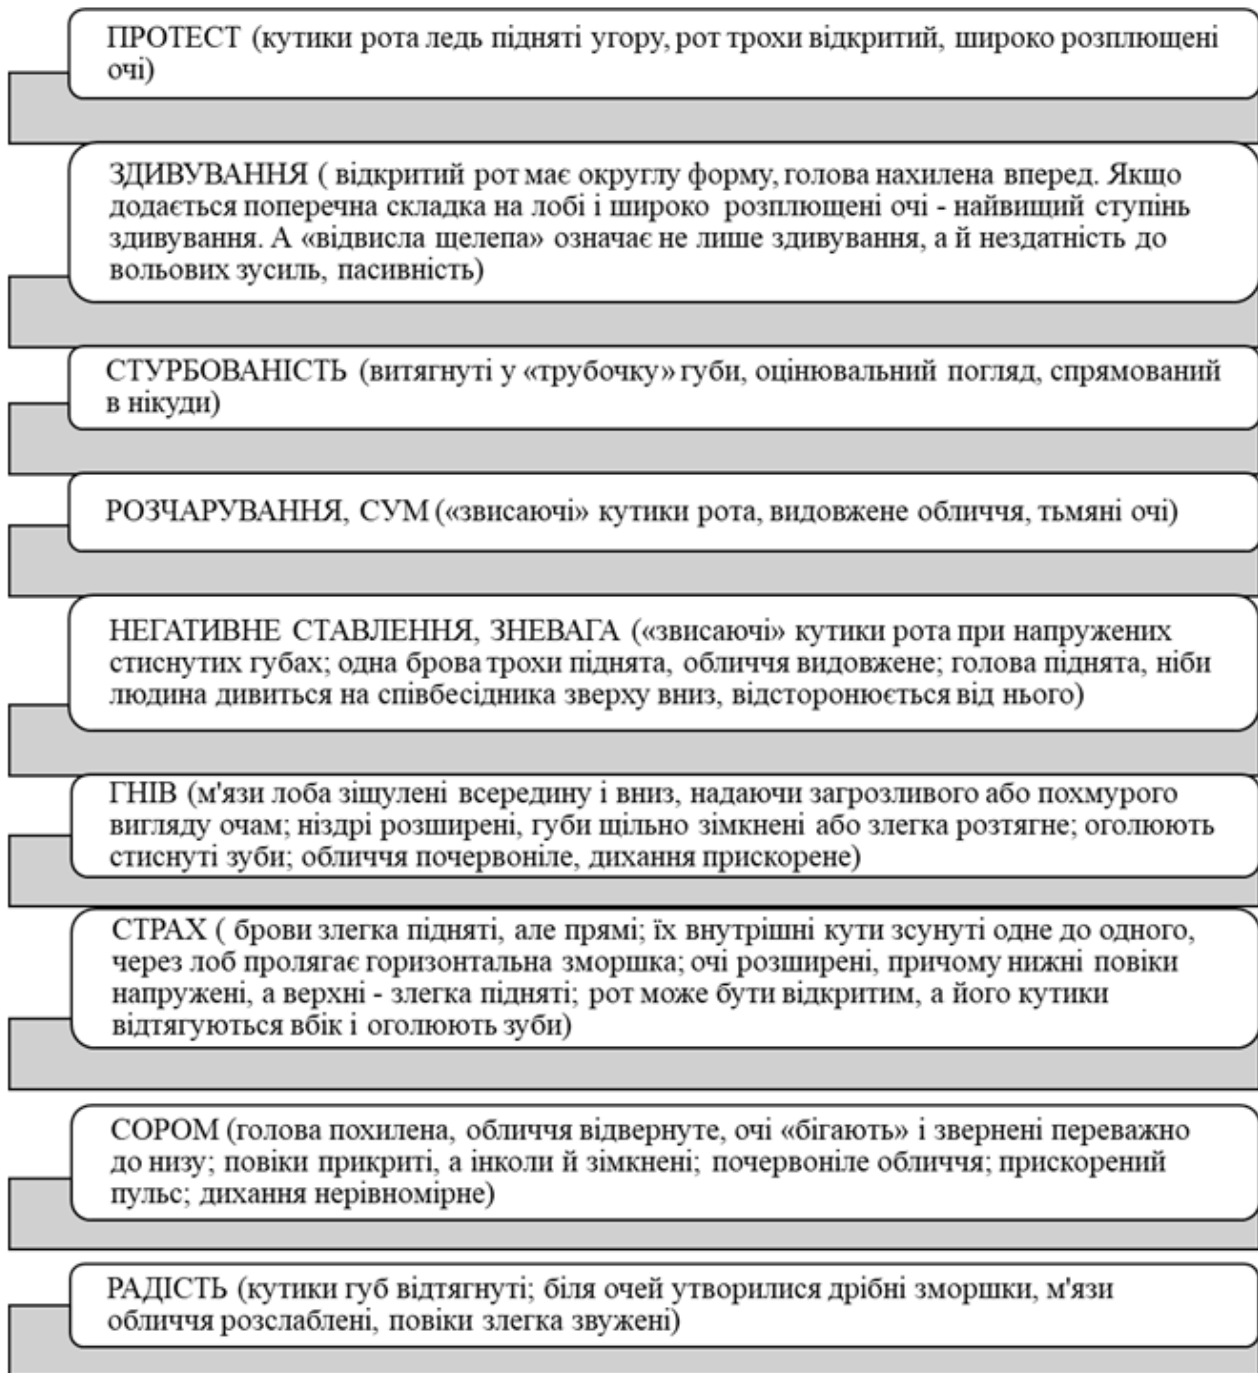 ПРОТЕСТ (кутики рота ледь підняті угору, рот трохи відкритий, широко розплющені
очі)
ЗДИВУВАННЯ ( відкритий рот має округлу форму, голова нахилена вперед. Якщо
додається поперечна складка на лобі і широко розплющені очі - найвищий ступінь
здивування. А «відвисла щелепа» означає не лише здивування, а й нездатність до
вольових зусиль, пасивність)
СТУРБОВАНІСТЬ (витягнуті у «трубочку» губи, оцінювальний погляд, спрямований
в нікуди)
РОЗЧАРУВАННЯ, СУМ («звисаючі» кутики рота, видовжене обличчя, тьмяні очі)
НЕГАТИВНЕ СТАВЛЕННЯ, ЗНЕВАГА («звисаючі» кутики рота при напружених
стиснутих губах; одна брова трохи піднята, обличчя видовжене; голова піднята, ніби
людина дивиться на співбесідника зверху вниз, відсторонюється від нього)
ГНІВ (м'язи лоба зіщулені всередину і вниз, надаючи загрозливого або похмурого
вигляду очам; ніздрі розширені, губи щільно зімкнені або злегка розтягне; оголюють
стиснуті зуби; обличчя почервоніле, дихання прискорене)
СТРАХ ( брови злегка підняті, але прямі; їх внутрішні кути зсунуті одне до одного,
через лоб пролягає горизонтальна зморшка; очі розширені, причому нижні повіки
напружені, а верхні - злегка підняті; рот може бути відкритим, а його кутики
відтягуються вбік і оголюють зуби)
СОРОМ (голова похилена, обличчя відвернуте, очі «бігають» і звернені переважно
до низу; повіки прикриті, а інколи й зімкнені; почервоніле обличчя; прискорений
пульс; дихання нерівномірне)
РАДІСТЬ (кутики губ відтягнуті; біля очей утворилися дрібні зморшки, м'язи
обличчя розслаблені, повіки злегка звужені)